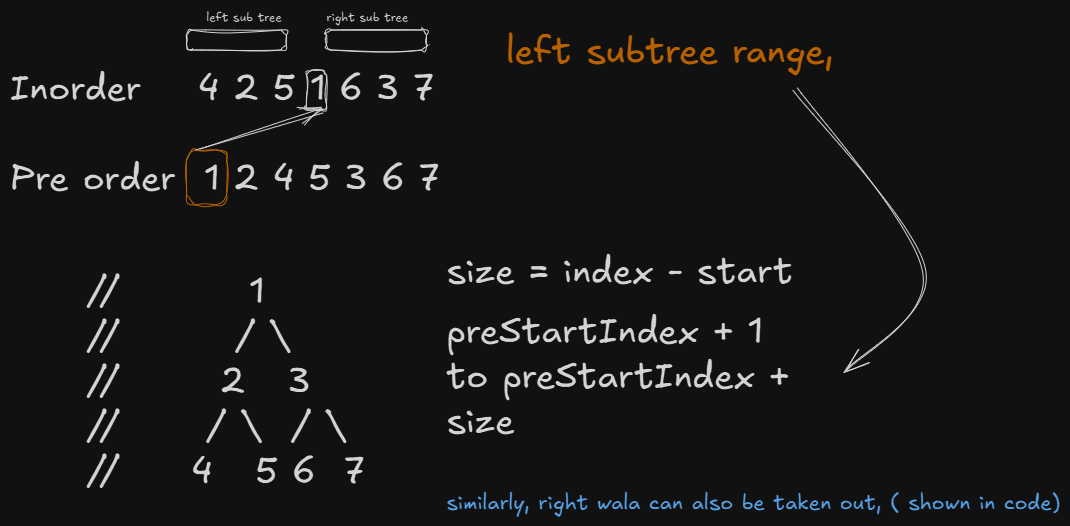 left sub tree right sub tree
left subtree range,
Inorder 4 2 5 1 6 3 7
Pre order 1 2 4 5 3 6 7
// 1
//
// 2 3
//
// 4 5 6 7
size = index - start
preStartIndex + 1
to preStartIndex +
size
similarly, right wala can also be taken out, ( shown in code)